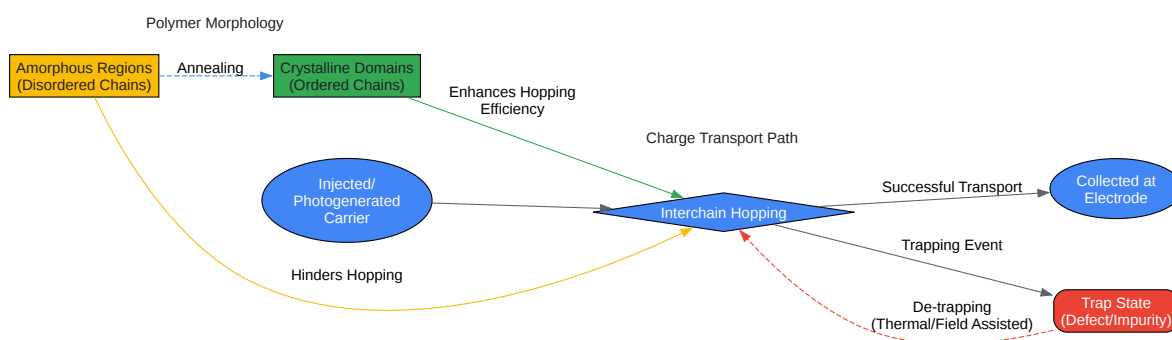 Polymer Morphology
Amorphous Regions
(Disordered Chains)
Annealing
Crystalline Domains
(Ordered Chains)
Enhances Hopping
Efficiency
Charge Transport Path
Injected/
Photogenerated
Carrier
Interchain Hopping
Successful Transport
Collected at
Electrode
Trapping Event
Hinders Hopping
De-trapping
(Thermal/Field Assisted)
Trap State
(Defect/Impurity)